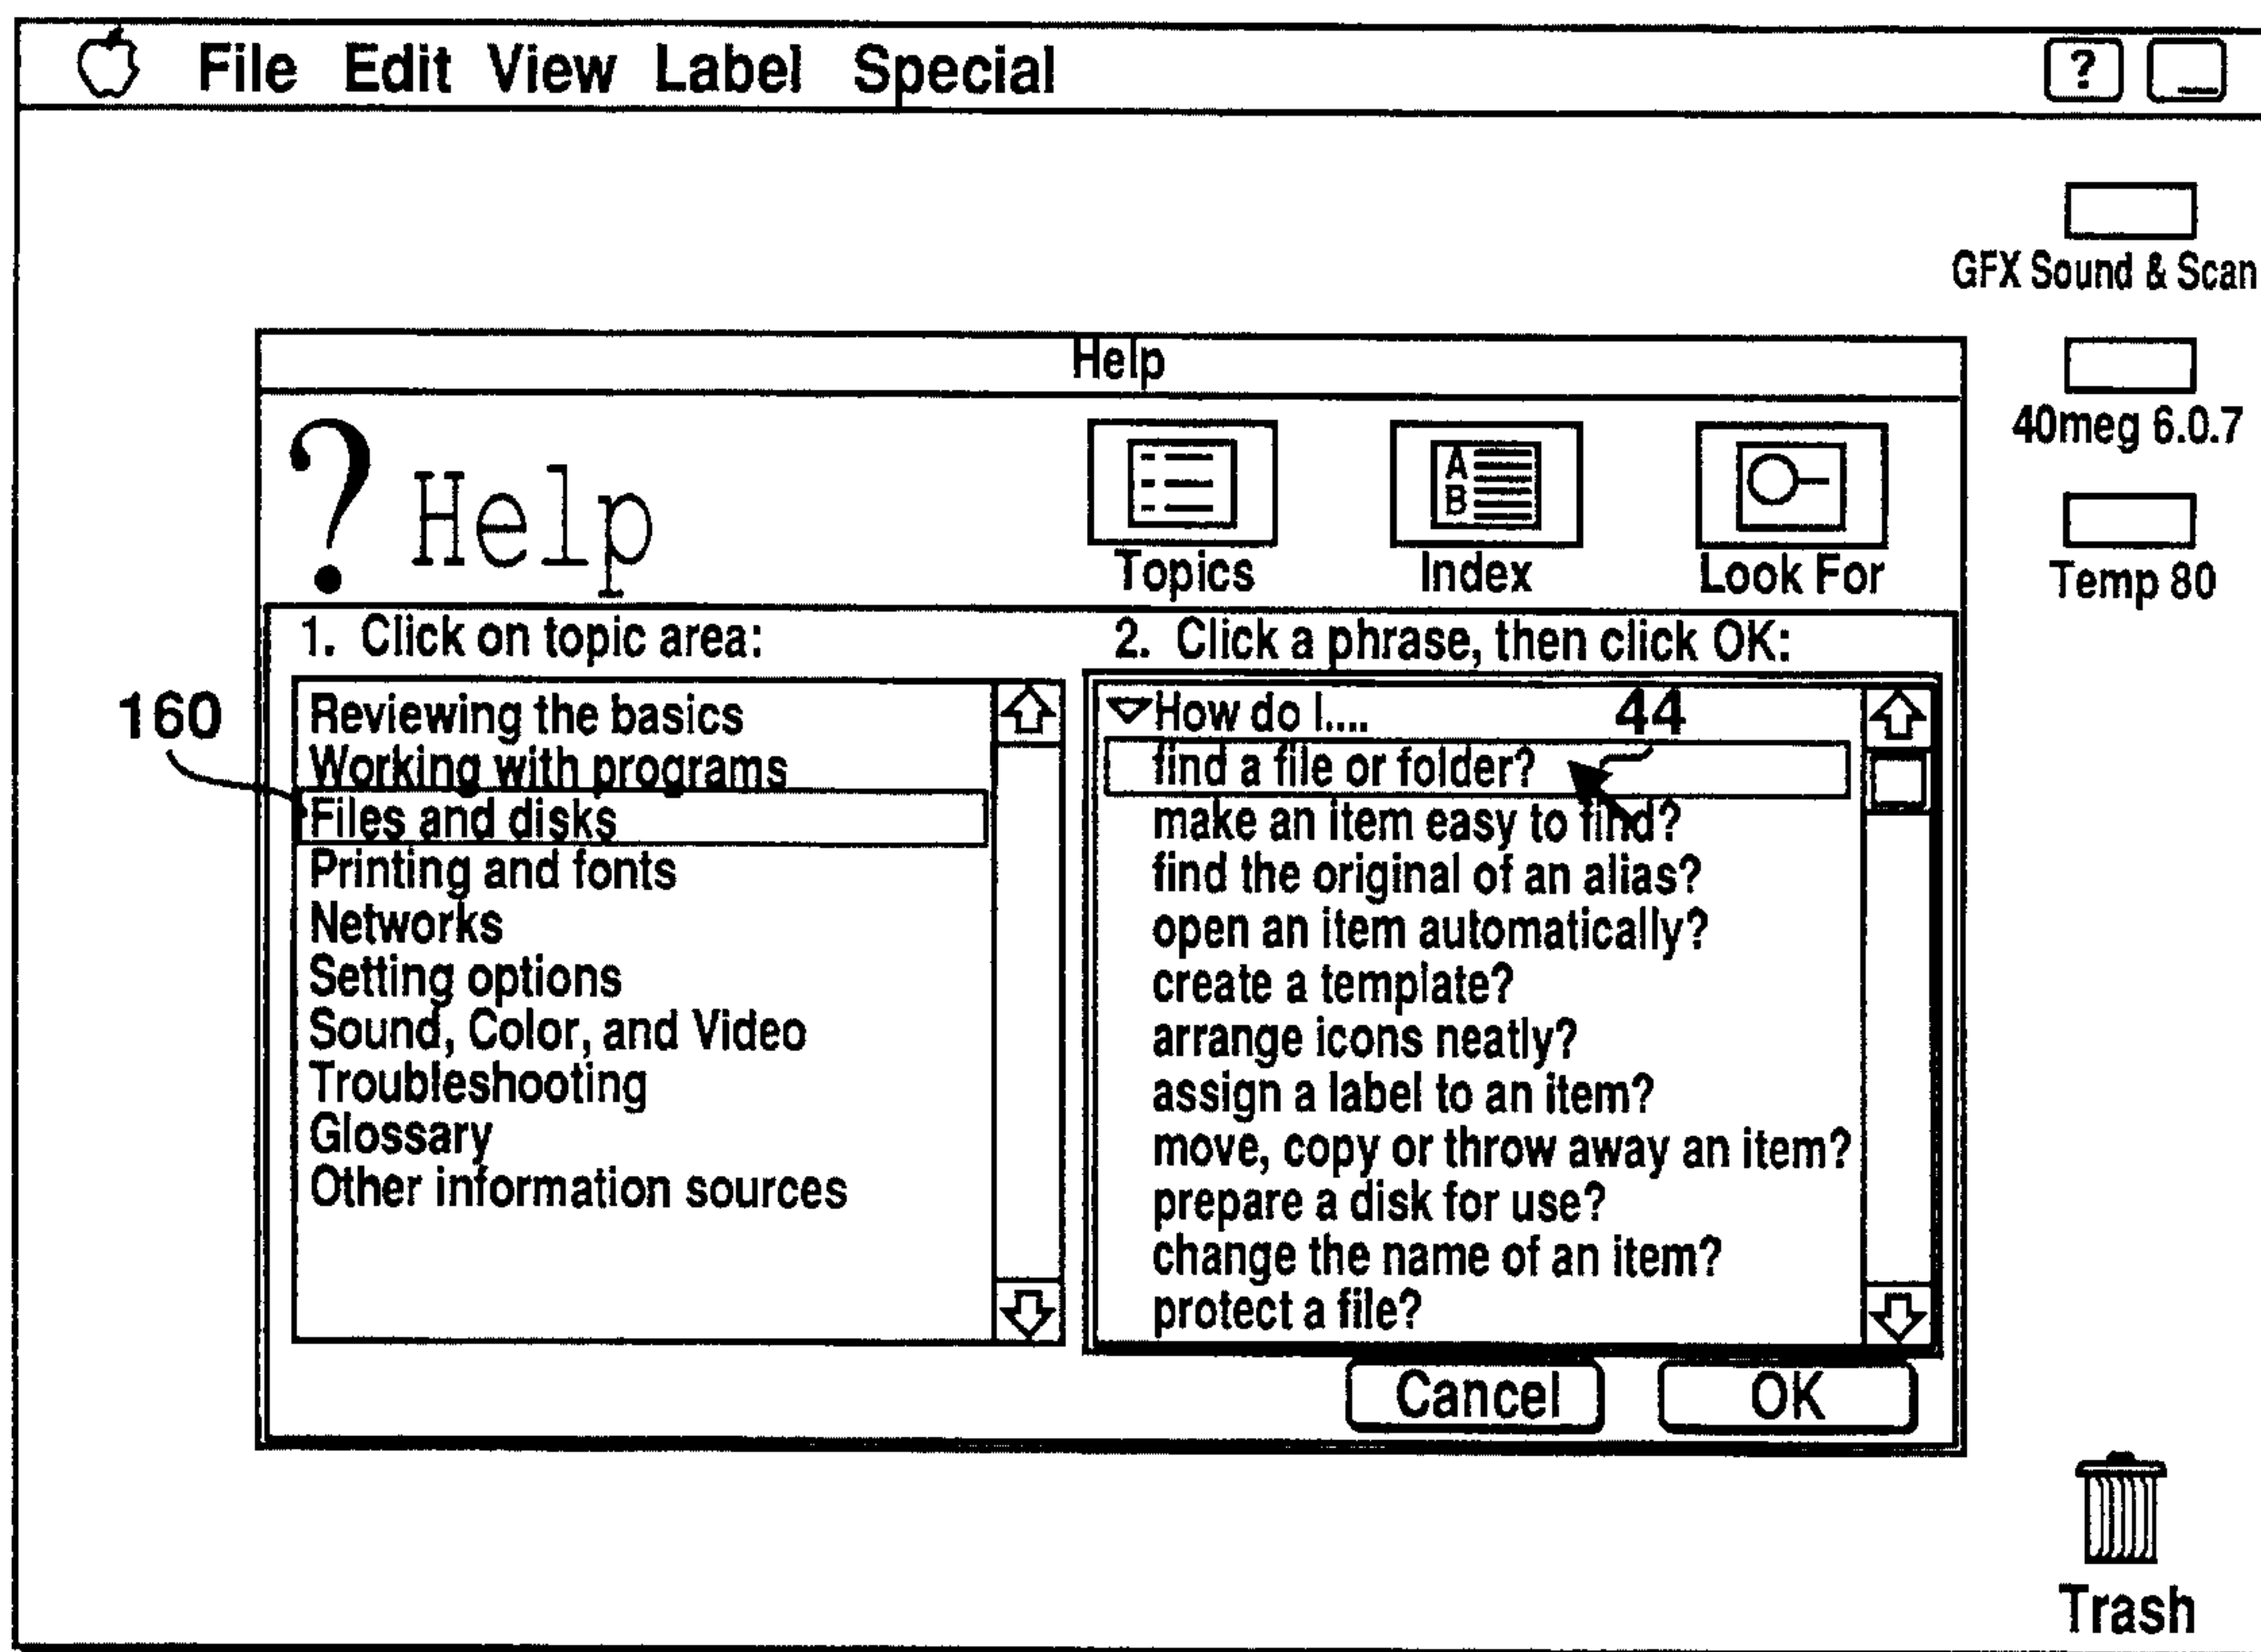 File Edit View Label Special ?
GFX Sound & Scan
Help
40meg 6.0.7
? Help
A
B
Topics Index Look For
Temp 80
1. Click on topic area:
160
Reviewing the basics
Working with programs
Files and disks
Printing and fonts
Networks
Setting options
Sound, Color, and Video
Troubleshooting
Glossary
Other information sources
2. Click a phrase, then click OK:
How do I....
44
find a file or folder?
make an item easy to find?
find the original of an alias?
open an item automatically?
create a template?
arrange icons neatly?
assign a label to an item?
move, copy or throw away an item?
prepare a disk for use?
change the name of an item?
protect a file?
Cancel OK
Trash